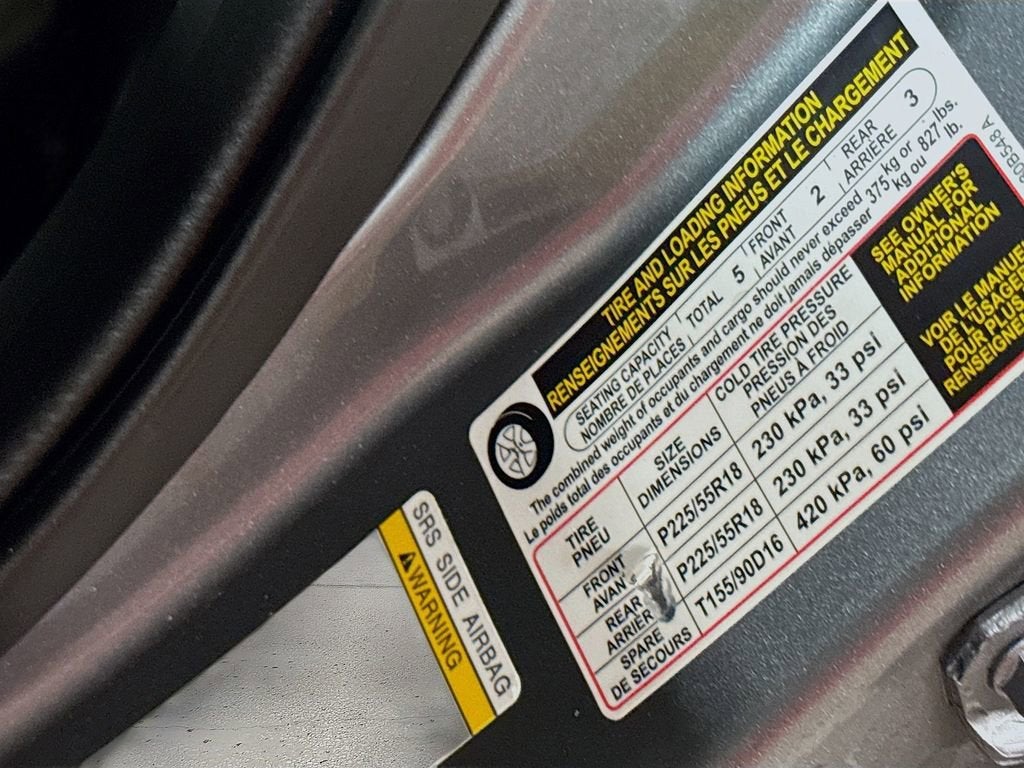 TIRE AND LOADING INFORMATION
RENSEIGNEMENTS SUR LES PNEUS ET LE CHARGEMENT
SEATING CAPACITY TOTAL 5 FRONT 2 REAR 3
NOMBRE DE PLACES AVANT ARRIÈRE
The combined weight of occupants and cargo should never exceed 375 kg or 827 lbs.
Le poids total des occupants et du chargement ne doit jamais dépasser kg ou lb.
TIRE SIZE COLD TIRE PRESSURE
PNEU DIMENSIONS PRESSION DES
PNEUS À FROID
FRONT P225/55R18 230 kPa, 33 psi
AVANT
REAR P225/55R18 230 kPa, 33 psi
ARRIÈR
SPARE T155/90D16 420 kPa, 60 psi
DE SECOURS
SEE OWNER'S
MANUAL FOR
ADDITIONAL
INFORMATIO
VOIR LE MANUEL
DE L'USAGER
POUR PLUS
RENSEIGNE
SRS SIDE AIRBAG
WARNING